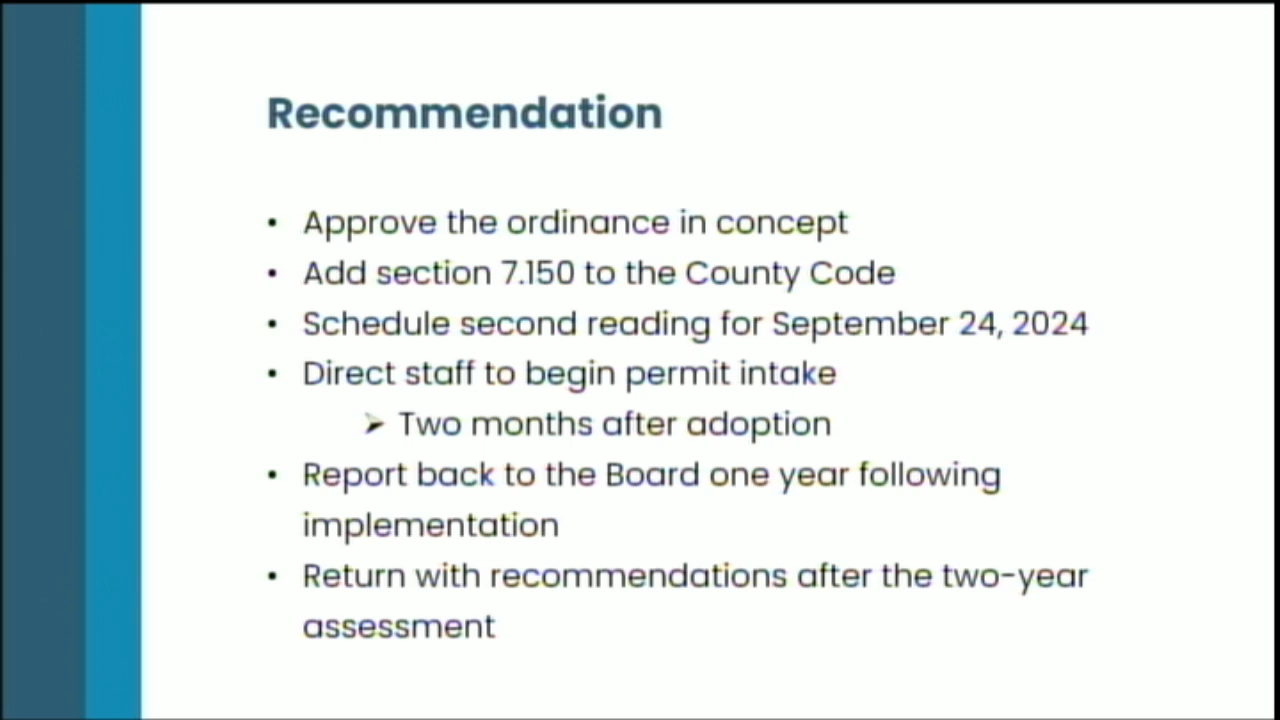 Recommendation
• Approve the ordinance in concept
• Add section 7.150 to the County Code
• Schedule second reading for September 24, 2024
• Direct staff to begin permit intake
➢ Two months after adoption
• Report back to the Board one year following
implementation
• Return with recommendations after the two-year
assessment